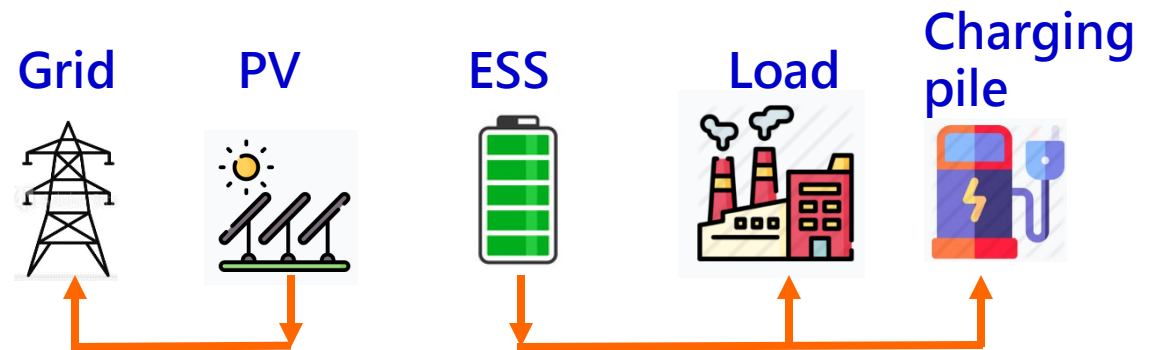 Grid
PV
ESS
Load
Charging
pile